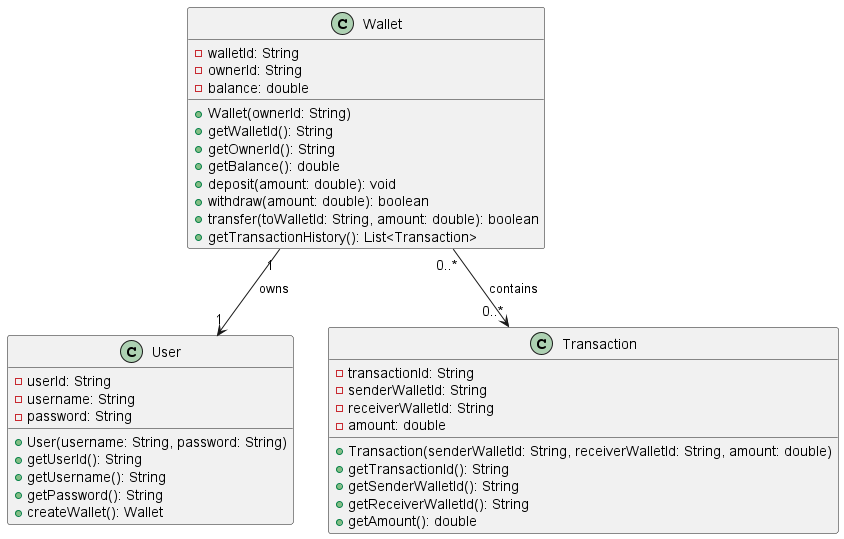 C Wallet
walletId: String
ownerId: String
balance: double
Wallet(ownerId: String)
getWalletId(): String
getOwnerId(): String
getBalance(): double
deposit(amount: double): void
withdraw(amount: double): boolean
transfer(toWalletId: String, amount: double): boolean
getTransactionHistory(): List<Transaction>
1
0..*
owns
contains
1
0..*
C User
userId: String
username: String
password: String
User(username: String, password: String)
getUserId(): String
getUsername(): String
getPassword(): String
createWallet(): Wallet
C Transaction
transactionId: String
senderWalletId: String
receiverWalletId: String
amount: double
Transaction(senderWalletId: String, receiverWalletId: String, amount: double)
getTransactionId(): String
getSenderWalletId(): String
getReceiverWalletId(): String
getAmount(): double